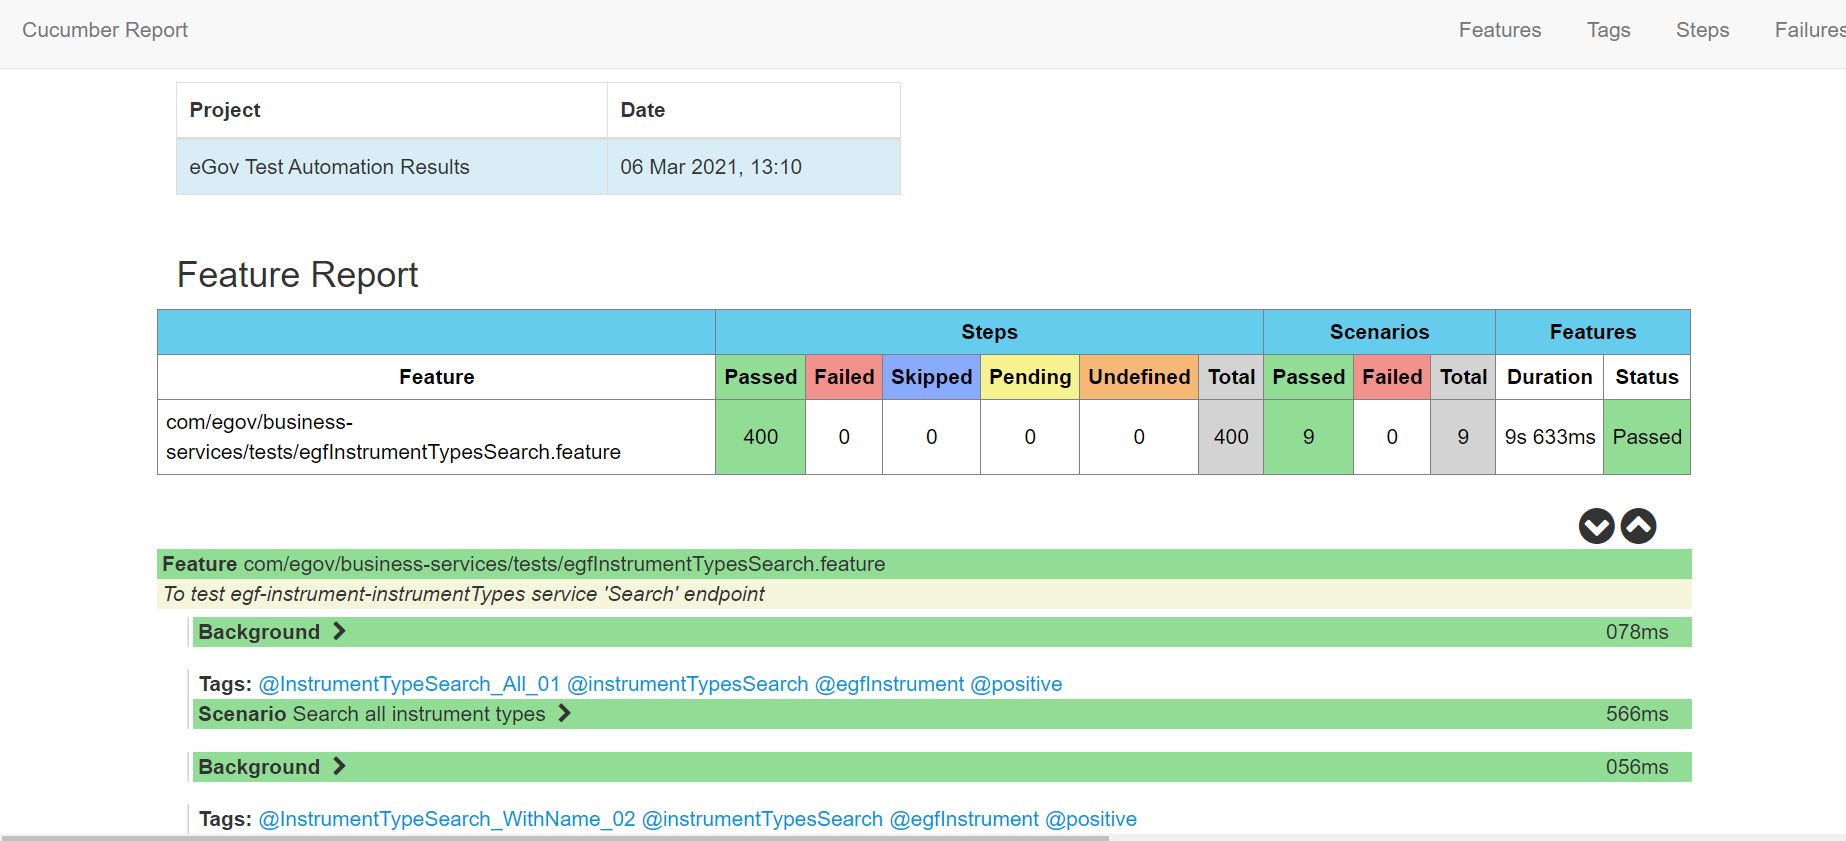 Cucumber Report Features Tags Steps Failures
Project Date
eGov Test Automation Results 06 Mar 2021, 13:10
Feature Report
Steps Scenarios Features
Feature Passed Failed Skipped Pending Undefined Total Passed Failed Total Duration Status
com/egov/business-
services/tests/egfInstrumentTypesSearch.feature 400 0 0 0 0 400 9 0 9 9s 633ms Passed
Feature com/egov/business-services/tests/egfInstrumentTypesSearch.feature
To test egf-instrument-instrumentTypes service 'Search' endpoint
Background 078ms
Tags: @InstrumentTypeSearch_All_01 @instrumentTypesSearch @egfInstrument @positive
Scenario Search all instrument types 566ms
Background 056ms
Tags: @InstrumentTypeSearch_WithName_02 @instrumentTypesSearch @egfInstrument @positive